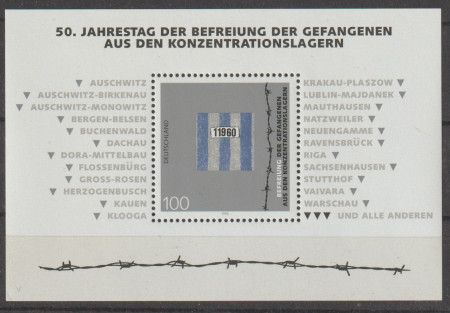 50. JAHRESTAG DER BEFREIUNG DER GEFANGENEN
AUS DEN KONZENTRATIONSLAGERN
AUSCHWITZ
AUSCHWITZ-BIRKENAU
AUSCHWITZ-MONOWITZ
BERGEN-BELSEN
BUCHENWALD
DACHAU
DORA-MITTELBAU
FLOSSENBÜRG
GROSS-ROSEN
HERZOGENBUSCH
KAUEN
KLOOGA
DEUTSCHLAND
100
11960
BEFREIUNG DER GEFANGENEN
AUS DEN KONZENTRATIONSLAGERN
KRAKAU-PLASZOW
LUBLIN-MAJDANEK
MAUTHAUSEN
NATZWEILER
NEUENGAMME
RAVENSBRÜCK
RIGA
SACHSENHAUSEN
STUTTHOF
VAIVARA
WARSCHAU
UND ALLE ANDEREN